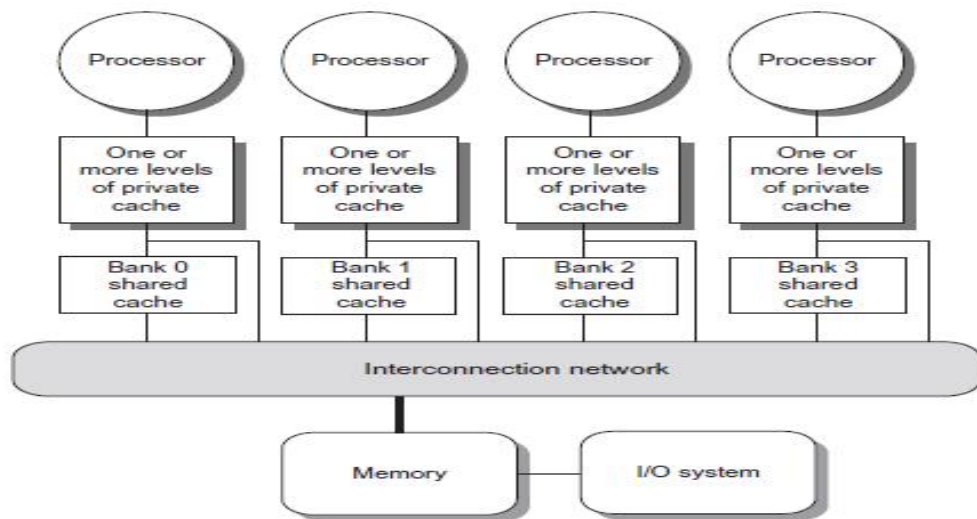 Processor
Processor
Processor
Processor
One or
more levels
of private
cache
One or
more levels
of private
cache
One or
more levels
of private
cache
One or
more levels
of private
cache
Bank 0
shared
cache
Bank 1
shared
cache
Bank 2
shared
cache
Bank 3
shared
cache
Interconnection network
Memory
I/O system